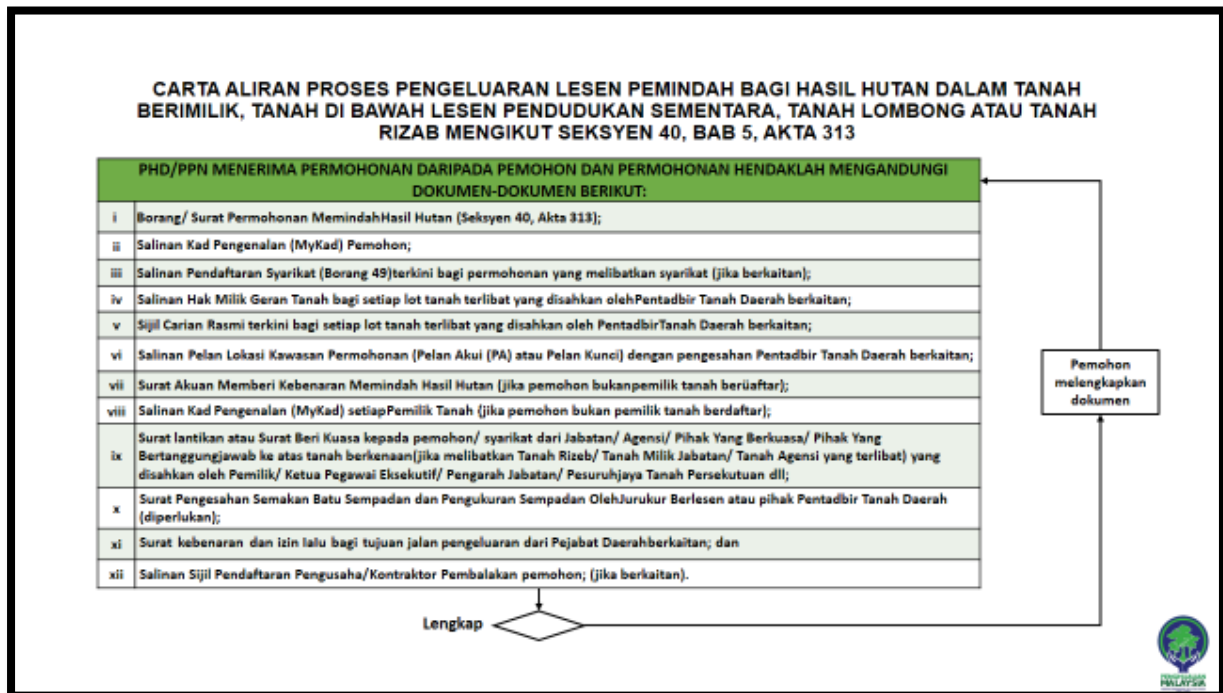 CARTA ALIRAN PROSES PENGELUARAN LESEN PEMINDAH BAGI HASIL HUTAN DALAM TANAH
BERIMILIK, TANAH DI BAWAH LESEN PENDUDUKAN SEMENTARA, TANAH LOMBONG ATAU TANAH
RIZAB MENGIKUT SEKSYEN 40, BAB 5, AKTA 313
PHD/PPN MENERIMA PERMOHONAN DARIPADA PEMOHON DAN PERMOHONAN HENDAKLAH MENGANDUNGI
DOKUMEN-DOKUMEN BERIKUT:
i Borang/ Surat Permohonan MemindahHasil Hutan (Seksyen 40, Akta 313);
ii Salinan Kad Pengenalan (MyKad) Pemohon;
iii Salinan Pendaftaran Syarikat (Borang 49)terkini bagi permohonan yang melibatkan syarikat (jika berkaitan);
iv Salinan Hak Milik Geran Tanah bagi setiap lot tanah terlibat yang disahkan olehPentadbir Tanah Daerah berkaitan;
v Sijil Carian Rasmi terkini bagi setiap lot tanah terlibat yang disahkan oleh PentadbirTanah Daerah berkaitan;
vi Salinan Pelan Lokasi Kawasan Permohonan (Pelan Akui (PA) atau Pelan Kunci) dengan pengesahan Pentadbir Tanah Daerah berkaitan;
vii Surat Akuan Memberi Kebenaran Memindah Hasil Hutan (jika pemohon bukanpemilik tanah berüaftar);
viii Salinan Kad Pengenalan (MyKad) setiapPemilik Tanah (jika pemohon bukan pemilik tanah berdaftar);
ix Surat lantikan atau Surat Beri Kuasa kepada pemohon/ syarikat dari Jabatan/ Agensi/ Pihak Yang Berkuasa/ Pihak Yang
Bertanggungjawab ke atas tanah berkenaan(jika melibatkan Tanah Rizeb/ Tanah Milik Jabatan/ Tanah Agensi yang terlibat) yang
disahkan oleh Pemilik/ Ketua Pegawai Eksekutif/ Pengarah Jabatan/ Pesuruhjaya Tanah Persekutuan dll;
x Surat Pengesahan Semakan Batu Sempadan dan Pengukuran Sempadan OlehJurukur Berlesen atau pihak Pentadbir Tanah Daerah
(diperlukan);
xi Surat kebenaran dan izin lalu bagi tujuan jalan pengeluaran dari Pejabat Daerahberkaitan; dan
xii Salinan Sijil Pendaftaran Pengusaha/Kontraktor Pembalakan pemohon; (jika berkaitan).
Pemohon
melengkapkan
dokumen
Lengkap
MALAYSIA